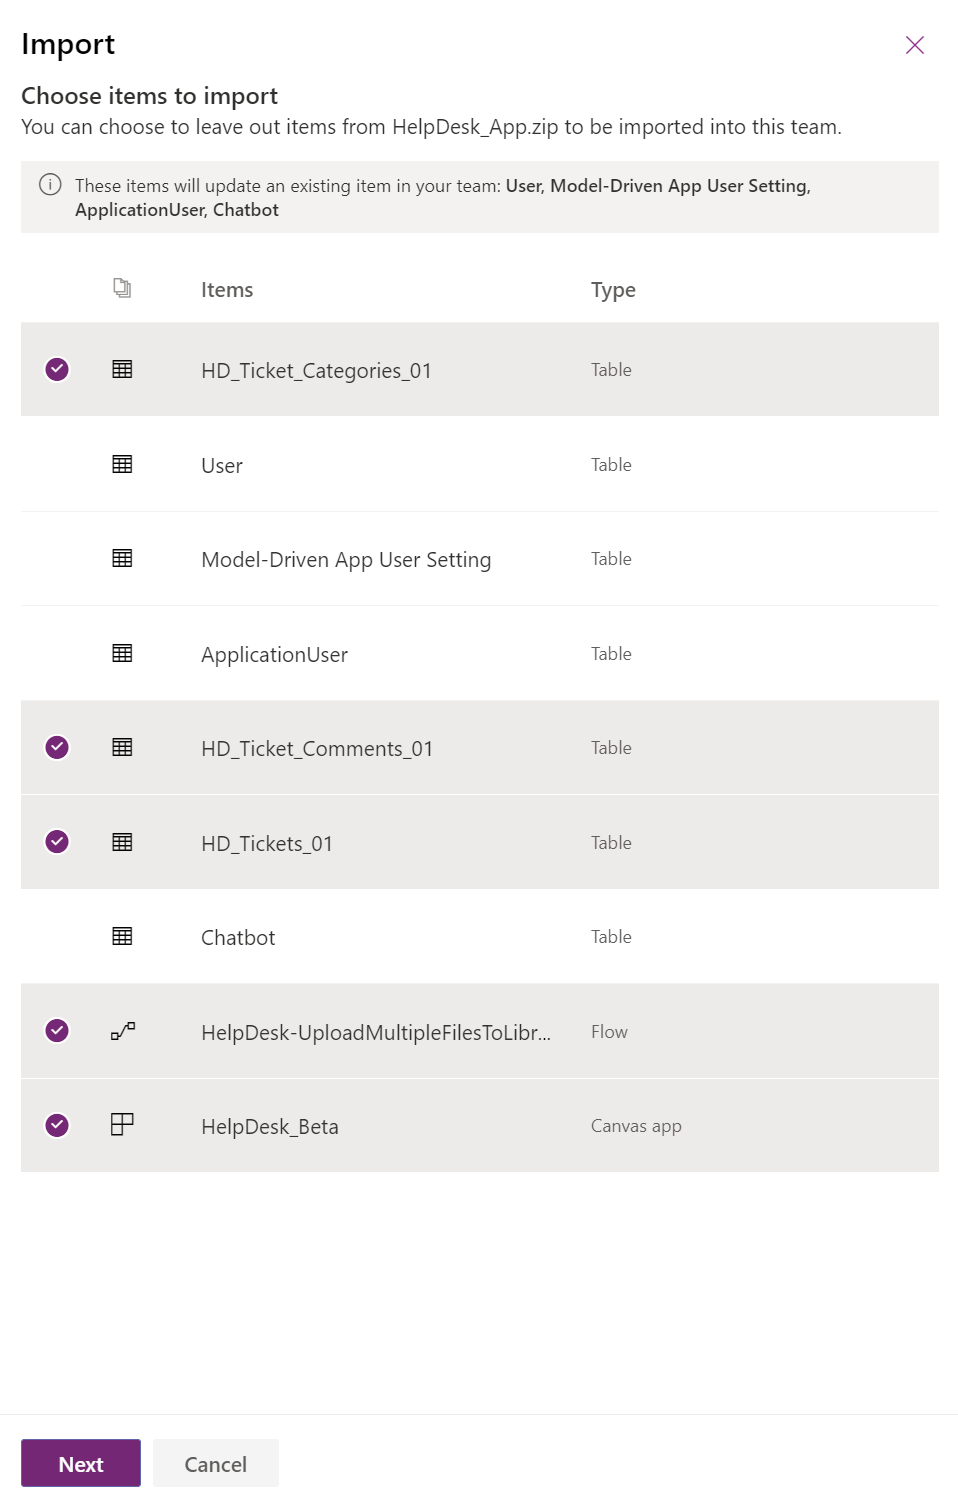 Import
Choose items to import
You can choose to leave out items from HelpDesk_App.zip to be imported into this team.
These items will update an existing item in your team: User, Model-Driven App User Setting,
ApplicationUser, Chatbot
Items Type
HD_Ticket_Categories_01 Table
User Table
Model-Driven App User Setting Table
ApplicationUser Table
HD_Ticket_Comments_01 Table
HD_Tickets_01 Table
Chatbot Table
HelpDesk-UploadMultipleFilesToLibr... Flow
HelpDesk_Beta Canvas app
Next Cancel